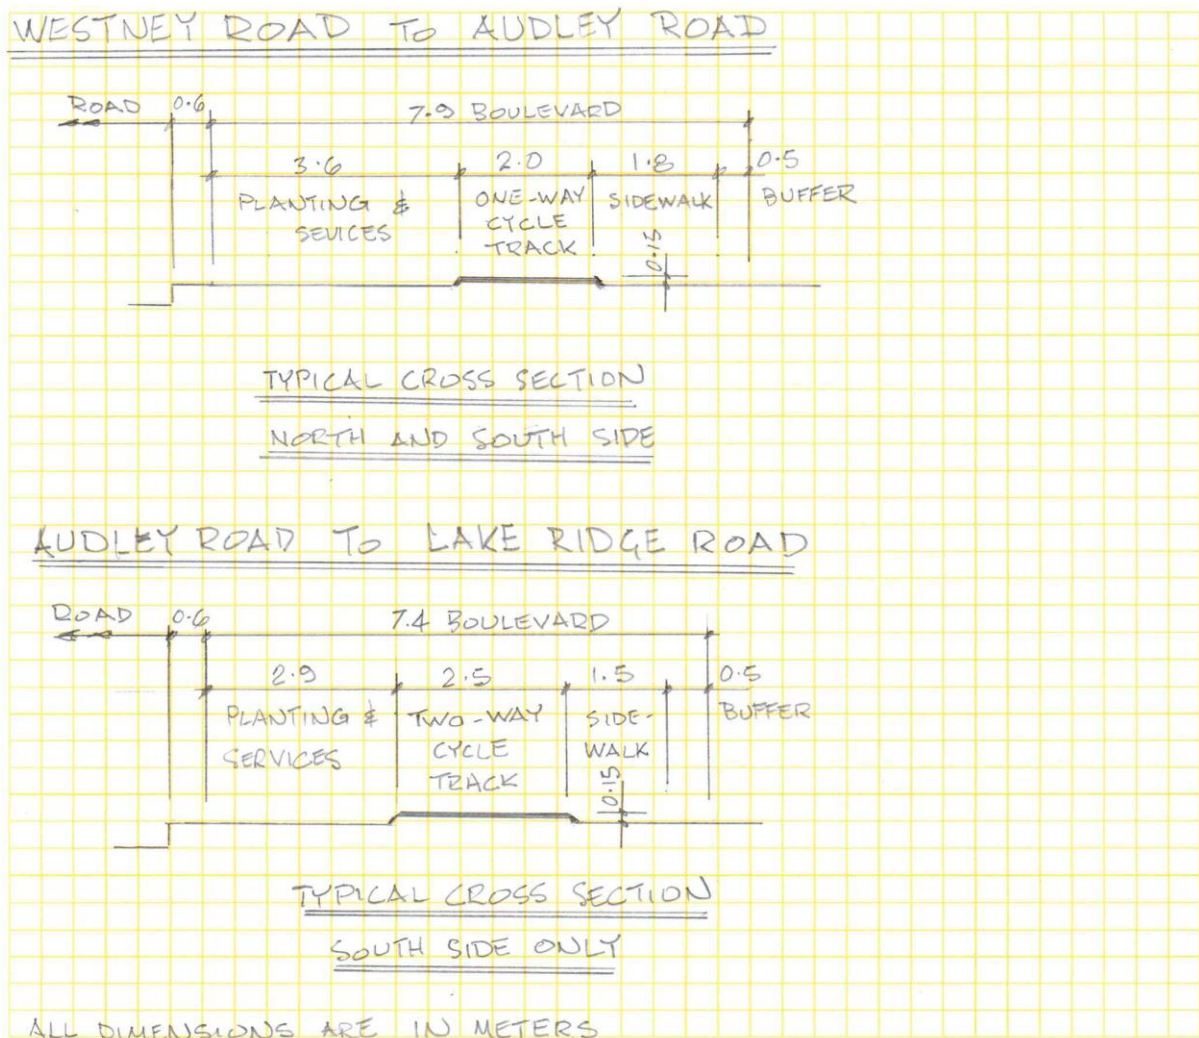 WESTNEY ROAD TO AUDLEY ROAD
ROAD 0.6 7.9 BOULEVARD
3.6 2.0 1.8 0.5
PLANTING & ONE-WAY SIDEWALK BUFFER
SEVICES CYCLE
TRACK
0.15
TYPICAL CROSS SECTION
NORTH AND SOUTH SIDE
AUDLEY ROAD TO LAKE RIDGE ROAD
ROAD 0.6 7.4 BOULEVARD
2.9 2.5 1.5 0.5
PLANTING & TWO-WAY SIDE- BUFFER
SERVICES CYCLE WALK
TRACK
0.15
TYPICAL CROSS SECTION
SOUTH SIDE ONLY
ALL DIMENSIONS ARE IN METERS